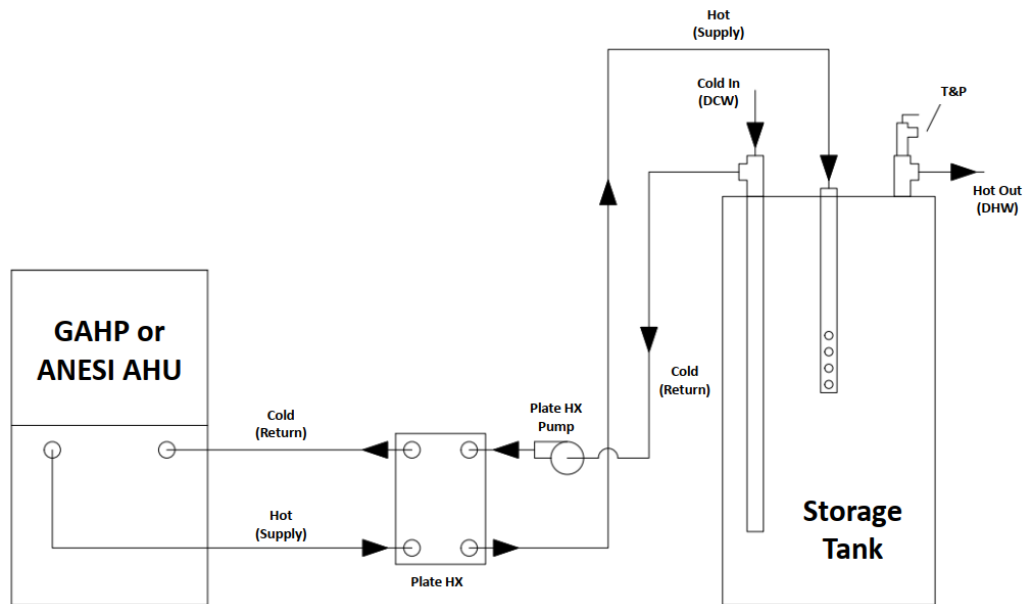 Hot
(Supply)
Cold In
(DCW)
T&P
Hot Out
(DHW)
GAHP or
ANESI AHU
Cold
(Return)
Plate HX
Pump
Cold
(Return)
Hot
(Supply)
Plate HX
Storage
Tank